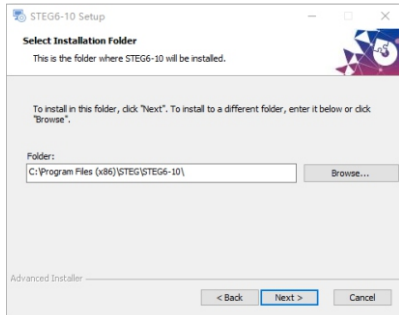 STEG6-10 Setup
Select Installation Folder
This is the folder where STEG6-10 will be installed.
To install in this folder, click "Next". To install to a different folder, enter it below or click
"Browse".
Folder:
C:\Program Files (x86)\STEG\STEG6-10\
Browse...
Advanced Installer
< Back
Next >
Cancel